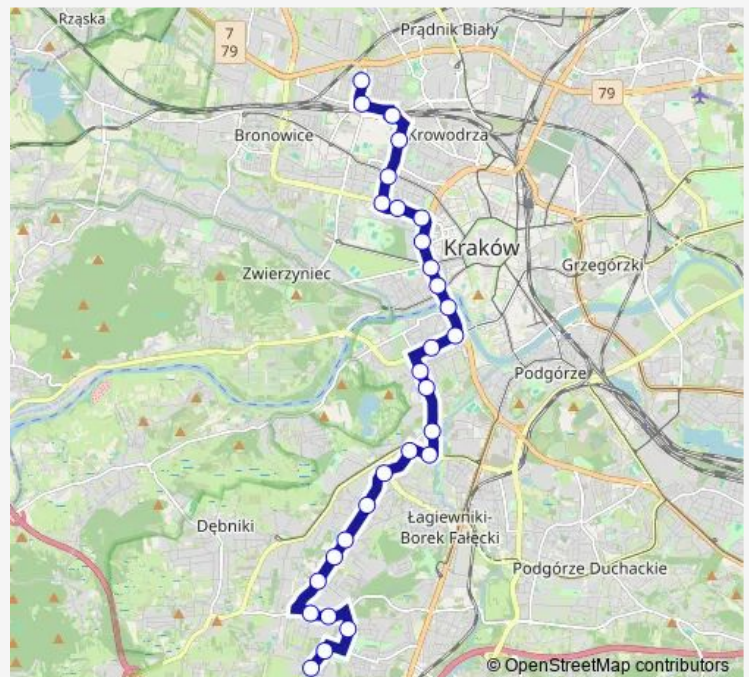 Rząska
Prądnik Biały
7
79
79
Bronowice
Krowodrza
Kraków
Zwierzyniec
Grzegórzki
Podgórze
Dębniki
Łagiewniki-
Borek Fałęcki
Podgórze Duchackie
© OpenStreetMap contributors